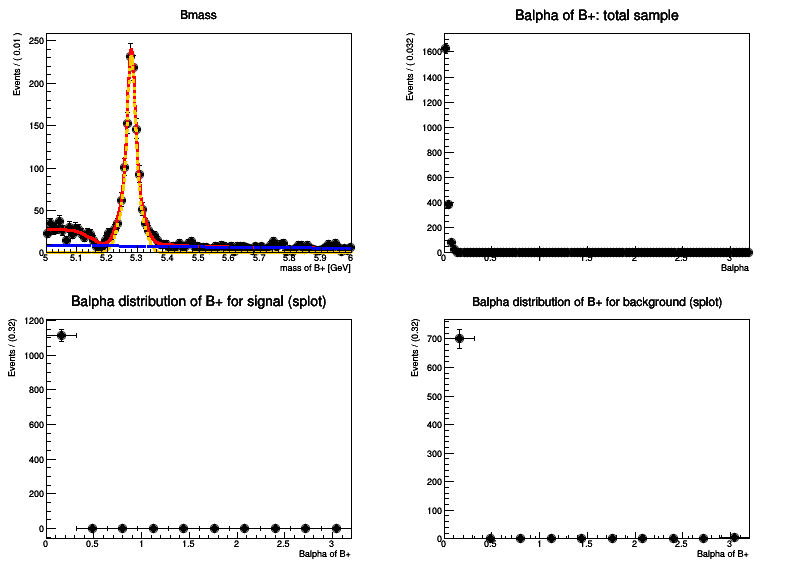 Bmass
Events / ( 0.01 )
250
200
150
100
50
0
5 5.1 5.2 5.3 5.4 5.5 5.6 5.7 5.8 5.9 6
mass of B+ [GeV]
Balpha of B+: total sample
Events / ( 0.032 )
1600
1400
1200
1000
800
600
400
200
0
0 0.5 1 1.5 2 2.5 3
Balpha
Balpha distribution of B+ for signal (splot)
Events / (0.32)
1200
1000
800
600
400
200
0
0 0.5 1 1.5 2 2.5 3
Balpha of B+
Balpha distribution of B+ for background (splot)
Events / (0.32)
700
600
500
400
300
200
100
0
0 0.5 1 1.5 2 2.5 3
Balpha of B+